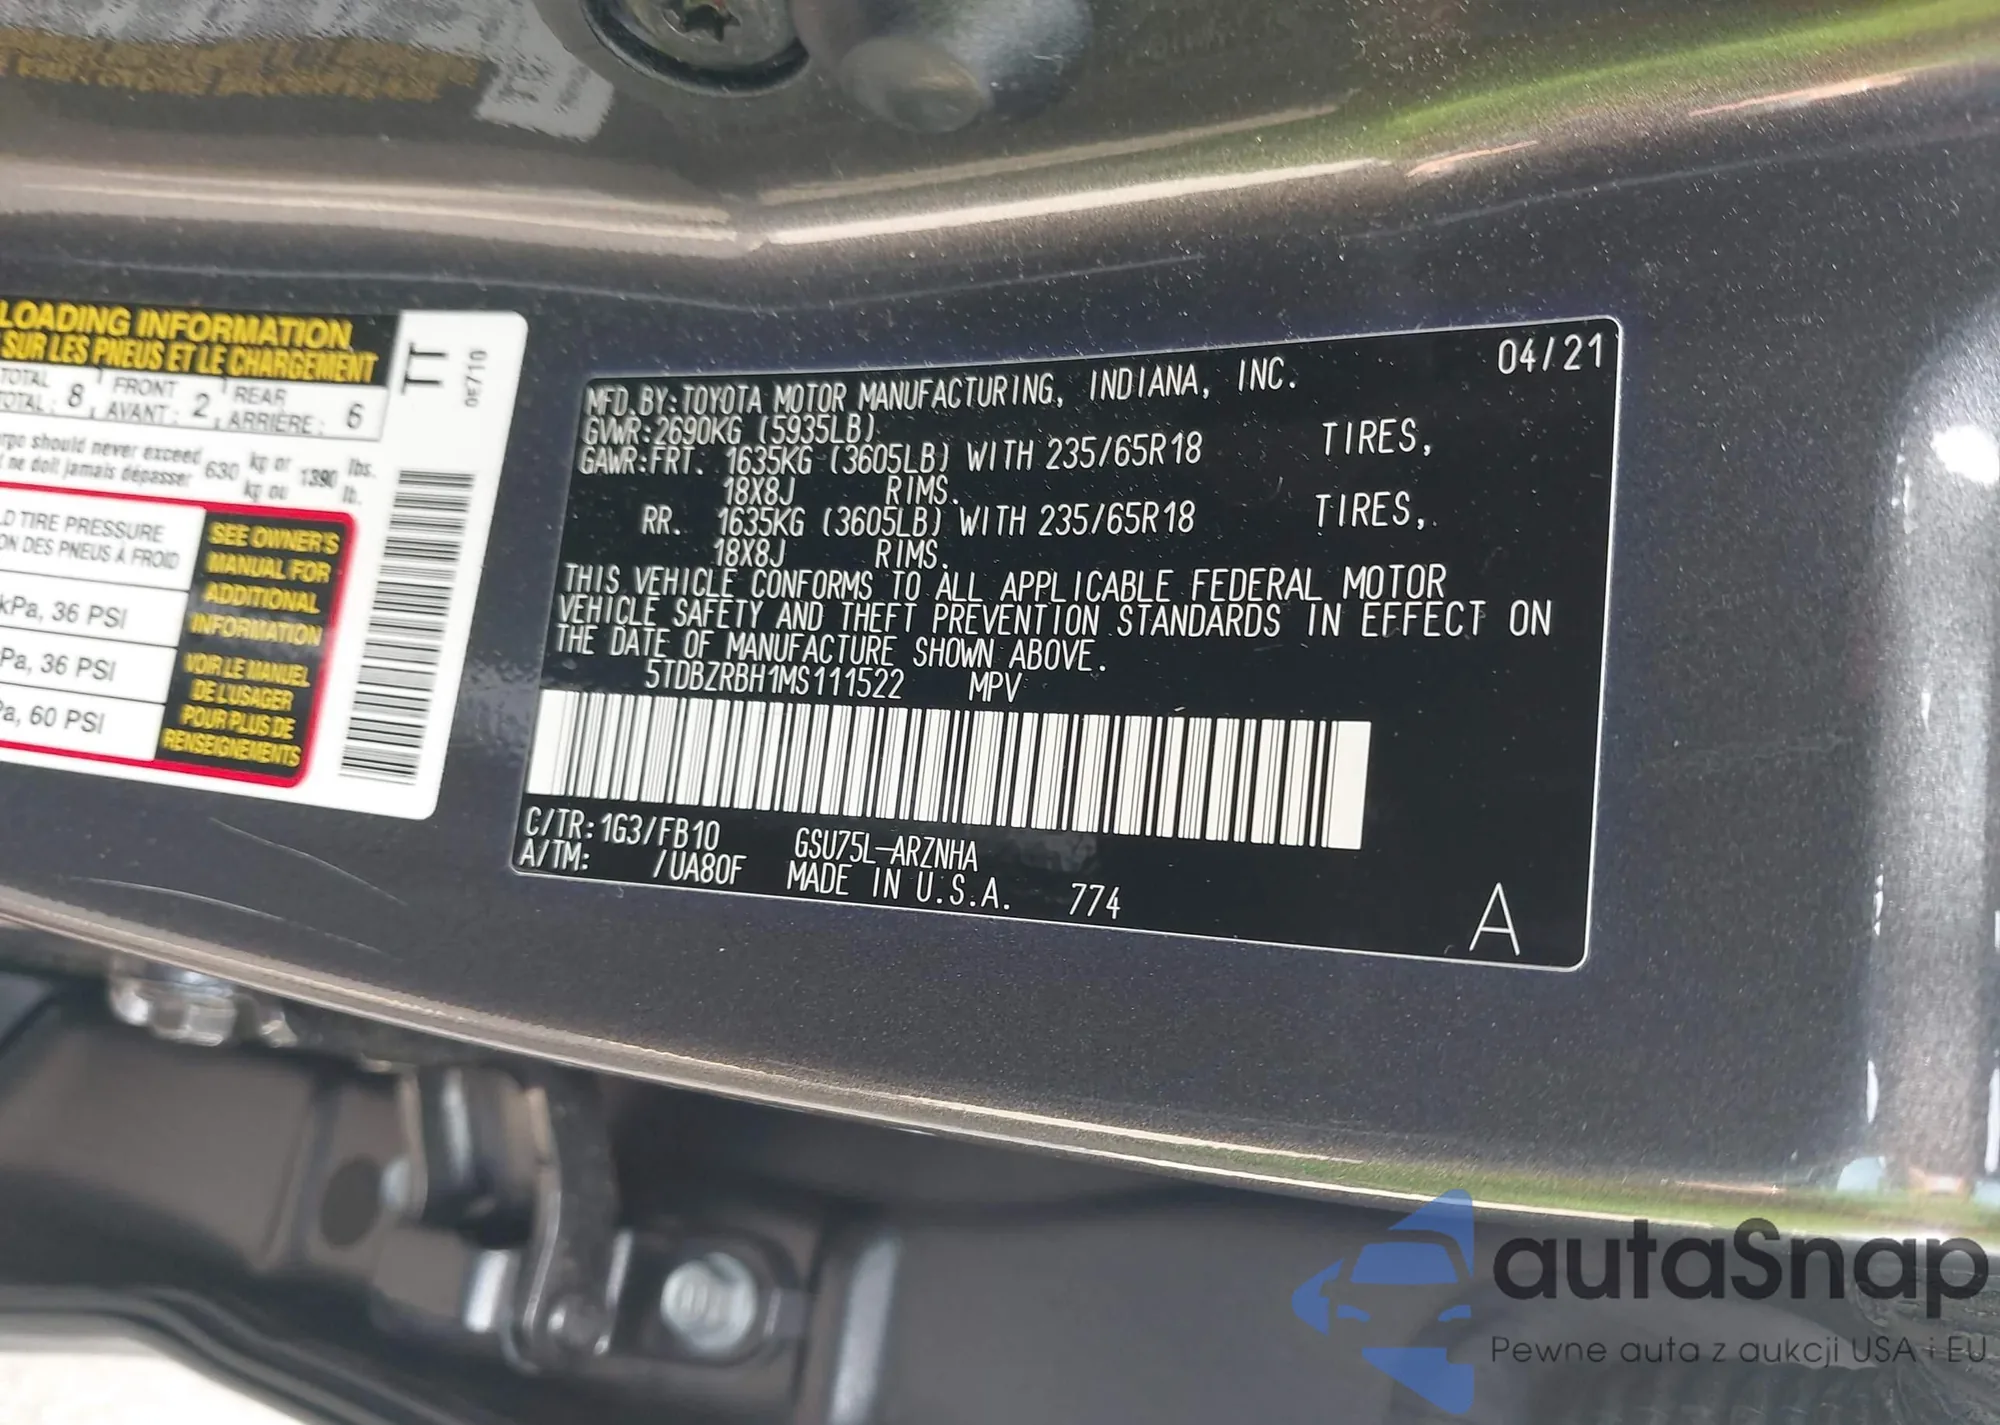 LOADING INFORMATION
SUR LES PNEUS ET LE CHARGEMENT
TOTAL 8 FRONT 2 REAR 6
TOTAL: AVANT: ARRIÈRE:
should never exceed 630 kg or 1390 lbs.
ne doit jamais dépasser kg ou lb.
TIRE PRESSURE
DES PNEUS À FROID
kPa, 36 PSI
Pa, 36 PSI
Pa, 60 PSI
SEE OWNER'S
MANUAL FOR
ADDITIONAL
INFORMATION
VOIR LE MANUEL
DE L'USAGER
POUR PLUS DE
RENSEIGNEMENTS
TT
0E710
04/21
MFD. BY: TOYOTA MOTOR MANUFACTURING, INDIANA, INC.
GVWR: 2690KG (5935LB)
GAWR: FRT. 1635KG (3605LB) WITH 235/65R18 TIRES,
18X8J RIMS.
RR. 1635KG (3605LB) WITH 235/65R18 TIRES,
18X8J RIMS.
THIS VEHICLE CONFORMS TO ALL APPLICABLE FEDERAL MOTOR
VEHICLE SAFETY AND THEFT PREVENTION STANDARDS IN EFFECT ON
THE DATE OF MANUFACTURE SHOWN ABOVE.
5TDBZRBH1MS111522 MPV
C/TR: 1G3/FB10 GSU75L-ARZNHA
A/TM: /UA80F MADE IN U.S.A. 774
A
autaSnap
Pewne auta z aukcji USA i EU